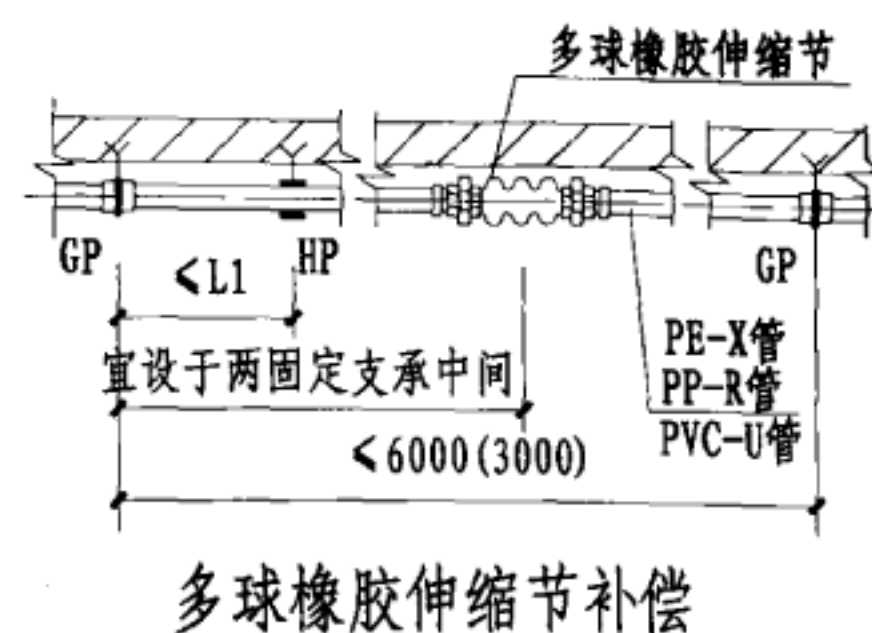 多球橡胶伸缩节
GP
HP
GP
≤L1
宜设于两固定支承中间
PE-X管
PP-R管
PVC-U管
≤6000(3000)
多球橡胶伸缩节补偿